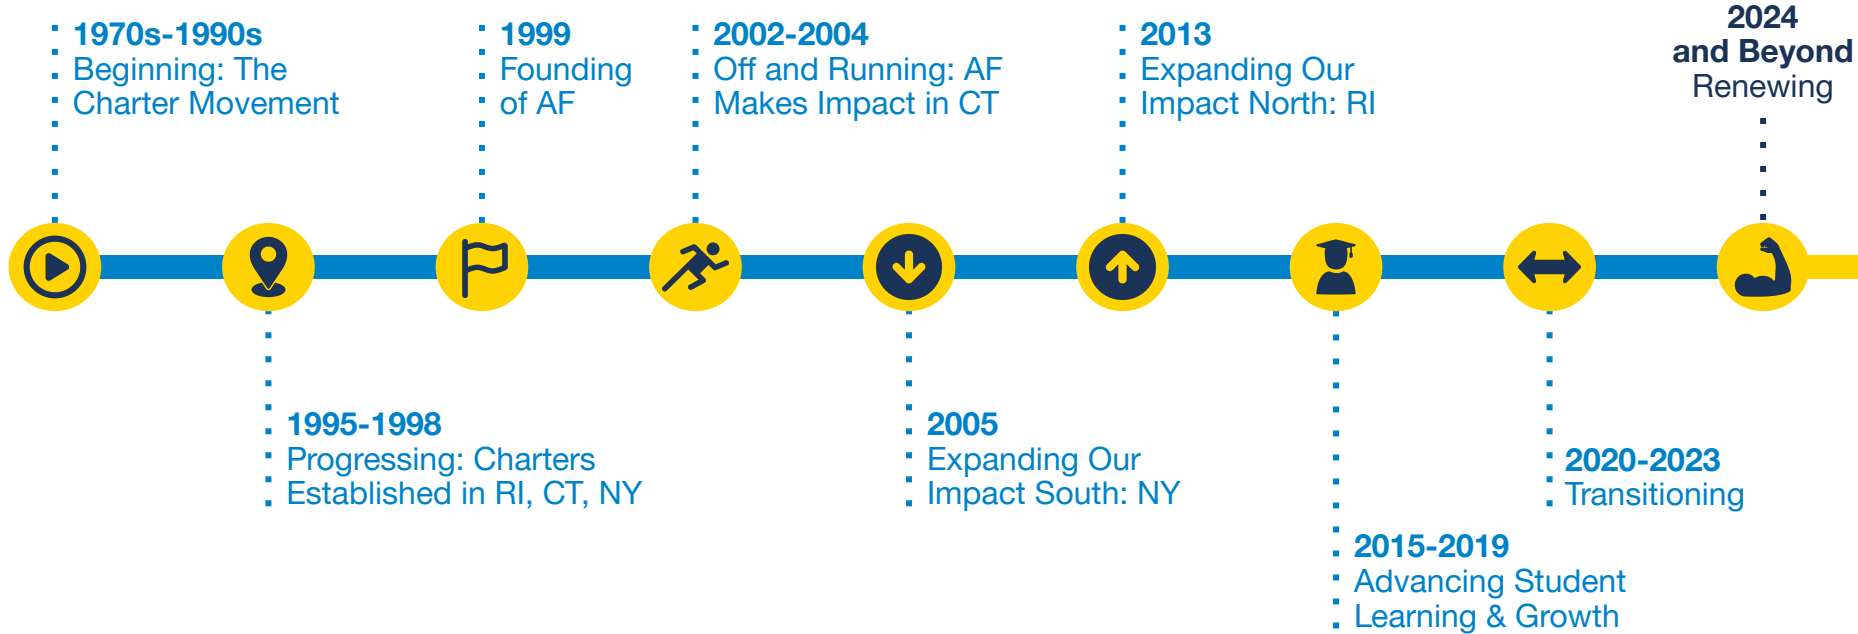 1970s-1990s
Beginning: The
Charter Movement
1995-1998
Progressing: Charters
Established in RI, CT, NY
1999
Founding
of AF
2002-2004
Off and Running: AF
Makes Impact in CT
2005
Expanding Our
Impact South: NY
2013
Expanding Our
Impact North: RI
2015-2019
Advancing Student
Learning & Growth
2020-2023
Transitioning
2024
and Beyond
Renewing